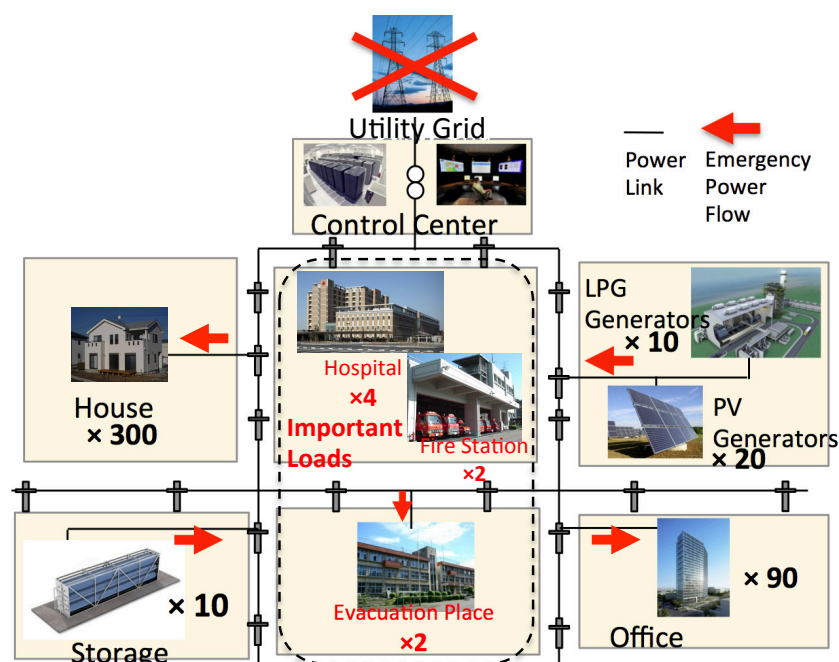 Utility Grid
Power
Link
Emergency
Power
Flow
Control Center
House
× 300
Hospital
×4
Important
Loads
Fire Station
×2
LPG
Generators
× 10
PV
Generators
× 20
Storage
× 10
Evacuation Place
×2
Office
× 90